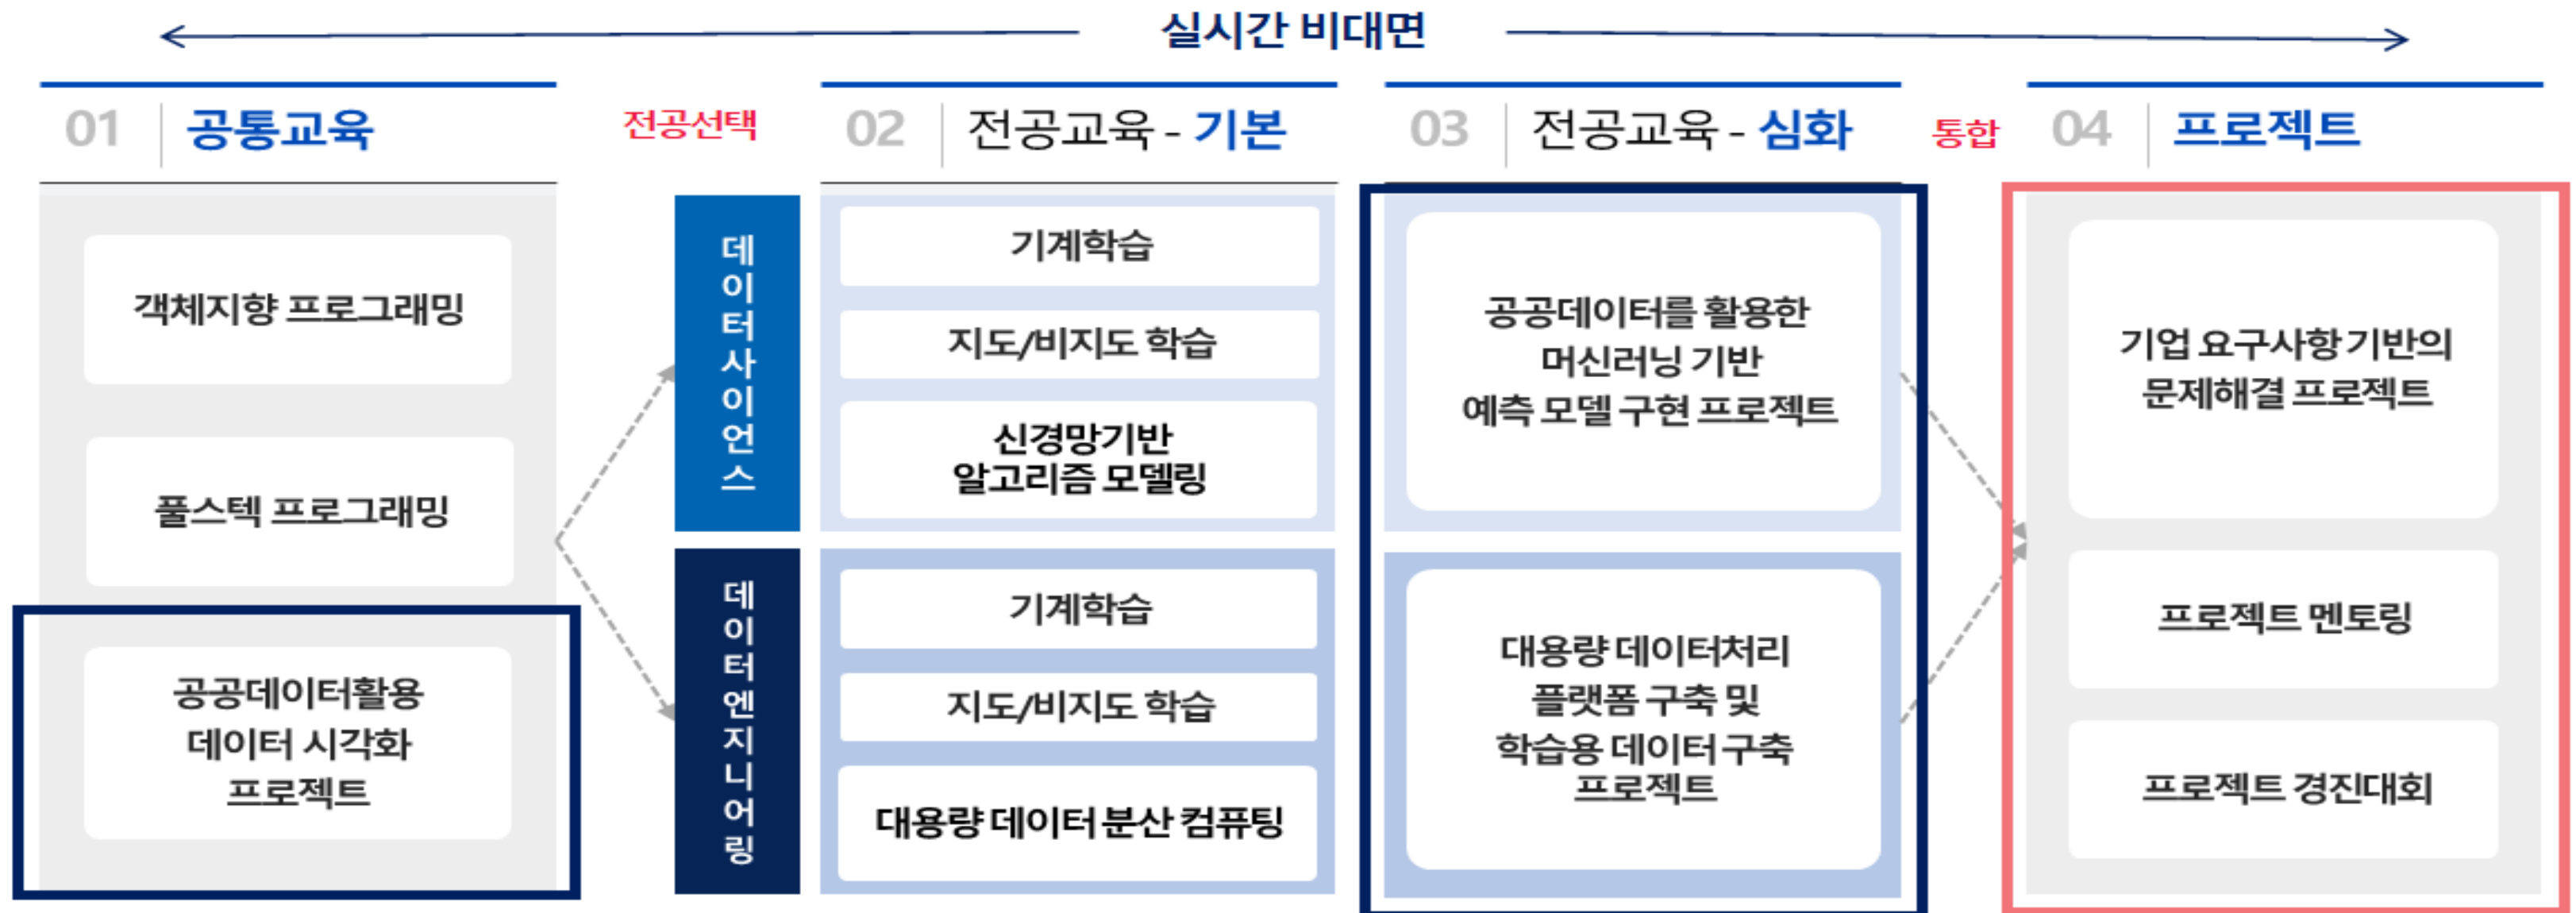 실시간 비대면
01 공통교육
전공선택
02 전공교육 - 기본
03 전공교육 - 심화
통합
04 프로젝트
객체지향 프로그래밍
풀스텍 프로그래밍
공공데이터활용
데이터 시각화
프로젝트
데이터사이언스
기계학습
지도/비지도 학습
신경망기반
알고리즘 모델링
데이터엔지니어링
기계학습
지도/비지도 학습
대용량 데이터 분산 컴퓨팅
공공데이터를 활용한
머신러닝 기반
예측 모델 구현 프로젝트
대용량 데이터처리
플랫폼 구축 및
학습용 데이터 구축
프로젝트
기업 요구사항 기반의
문제해결 프로젝트
프로젝트 멘토링
프로젝트 경진대회